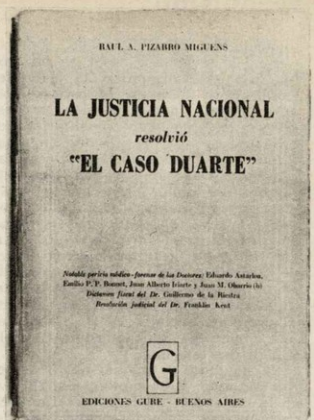 RAUL A. PIZARRO MIGUENS
LA JUSTICIA NACIONAL
resolvió
"EL CASO DUARTE"
Notable pericia médico-forense de los Doctores: Eduardo Astarloa,
Emilio P. P. Bonnet, Juan Alberto Iriarte y Juan M. Obarrio (h)
Dictamen fiscal del Dr. Guillermo de la Riestra
Resolución judicial del Dr. Franklin Kent
G
EDICIONES GURE - BUENOS AIRES